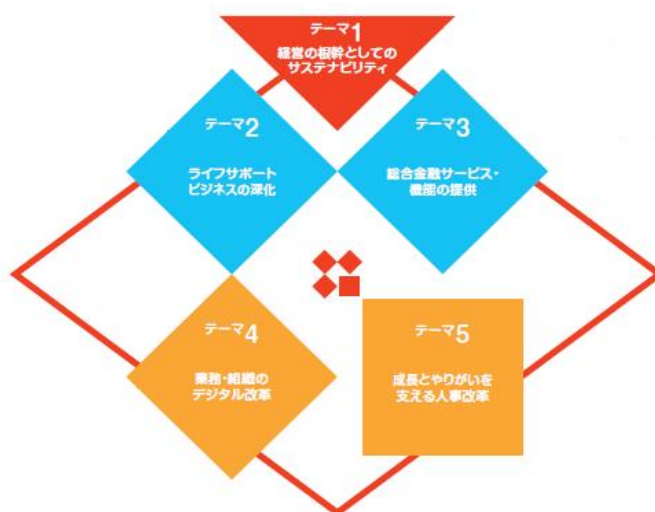 テーマ1
経営の根幹としての
サステナビリティ
テーマ2
ライフサポート
ビジネスの深化
テーマ3
総合金融サービス・
機能の提供
テーマ4
業務・組織の
デジタル改革
テーマ5
成長とやりがいを
支える人事改革